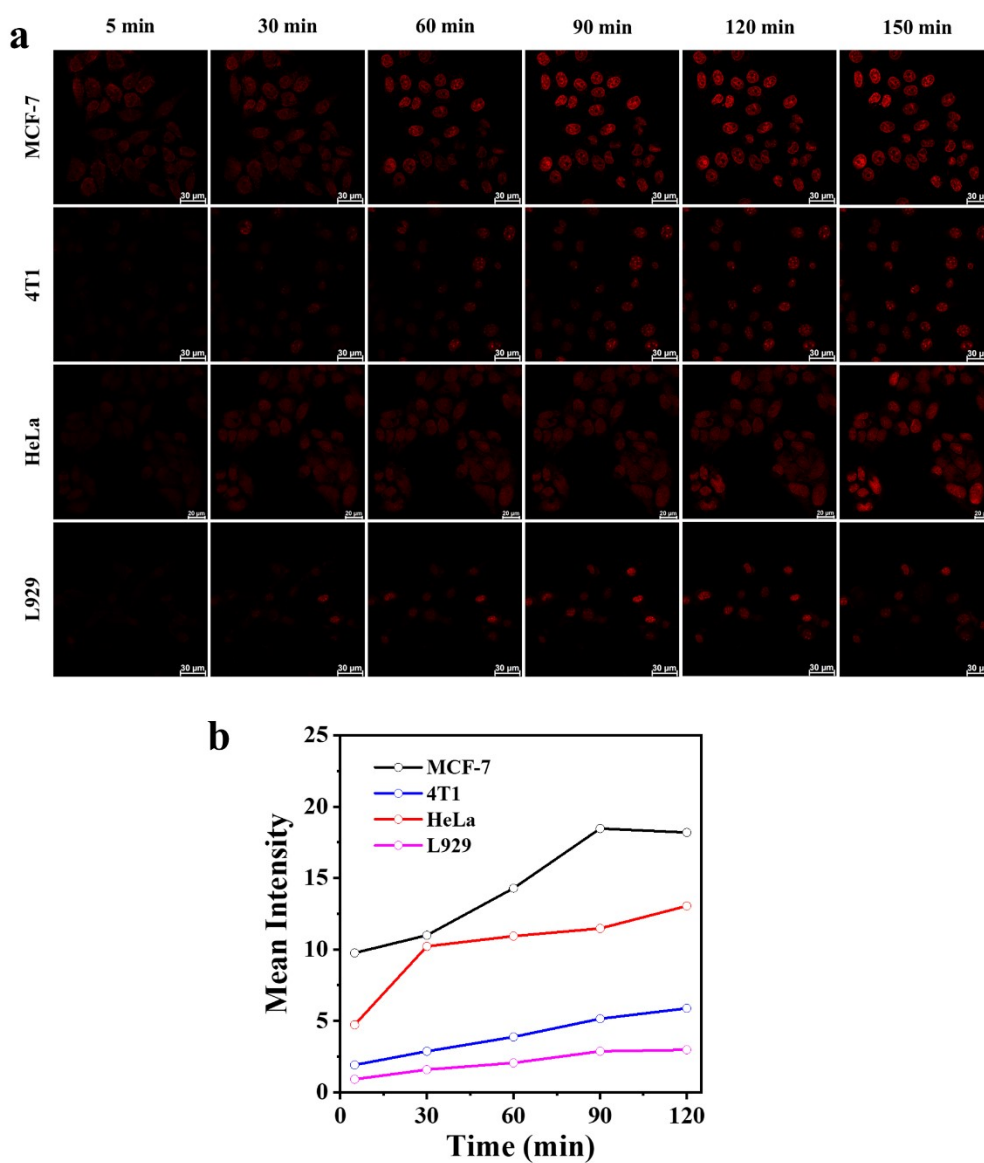 a
5 min 30 min 60 min 90 min 120 min 150 min
MCF-7
30 µm 30 µm 30 µm 30 µm 30 µm 30 µm
4T1
30 µm 30 µm 30 µm 30 µm 30 µm 30 µm
HeLa
20 µm 20 µm 20 µm 20 µm 20 µm 20 µm
L929
30 µm 30 µm 30 µm 30 µm 30 µm 30 µm
b
25
20
15
10
5
0
Mean Intensity
MCF-7
4T1
HeLa
L929
0 30 60 90 120
Time (min)